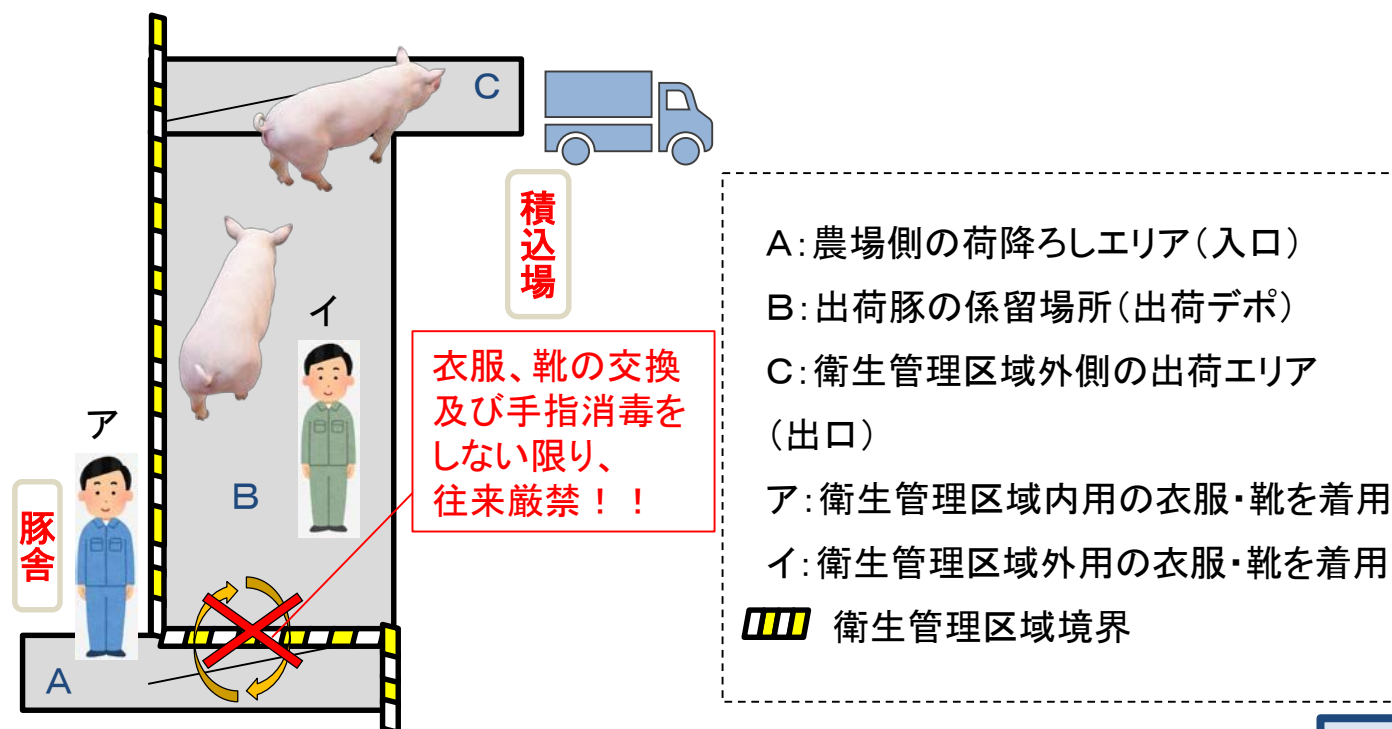 C
積込場
イ
ア
衣服、靴の交換
及び手指消毒を
しない限り、
往来厳禁！！
B
豚舎
A
A：農場側の荷降ろしエリア（入口）
B：出荷豚の係留場所（出荷デポ）
C：衛生管理区域外側の出荷エリア
（出口）
ア：衛生管理区域内用の衣服・靴を着用
イ：衛生管理区域外用の衣服・靴を着用
衛生管理区域境界